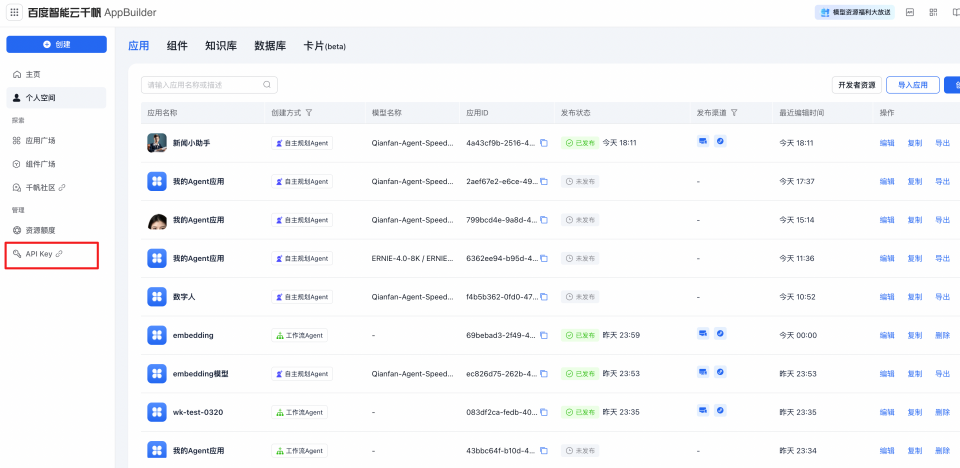 百度智能云千帆 AppBuilder
模型资源福利大放送
创建
主页
个人空间
探索
应用广场
组件广场
千帆社区
管理
资源额度
API Key
应用 组件 知识库 数据库 卡片(beta)
请输入应用名称或描述
开发者资源 导入应用
应用名称 创建方式 模型名称 应用ID 发布状态 发布渠道 最近编辑时间 操作
新闻小助手 自主规划Agent Qianfan-Agent-Speed... 4a43cf9b-2516-4... 已发布 今天 18:11 今天 18:11 编辑 复制 导出
我的Agent应用 自主规划Agent Qianfan-Agent-Speed... 2aef67e2-e6ce-49... 未发布 - 今天 17:37 编辑 复制 导出
我的Agent应用 自主规划Agent Qianfan-Agent-Speed... 799bcd4e-9a8d-4... 未发布 - 今天 15:14 编辑 复制 导出
我的Agent应用 自主规划Agent ERNIE-4.0-8K / ERNIE... 6362ee94-b95d-4... 未发布 - 今天 11:36 编辑 复制 导出
数字人 自主规划Agent Qianfan-Agent-Speed... f4b5b362-0fd0-47... 未发布 - 今天 10:52 编辑 复制 导出
embedding 工作流Agent - 69bebad3-2f49-4... 已发布 昨天 23:59 今天 00:00 编辑 复制 删除
embedding模型 自主规划Agent Qianfan-Agent-Speed... ec826d75-262b-4... 已发布 昨天 23:53 昨天 23:53 编辑 复制 导出
wk-test-0320 工作流Agent - 083df2ca-fedb-40... 已发布 昨天 23:35 昨天 23:35 编辑 复制 删除
我的Agent应用 工作流Agent - 43bbc64f-b10d-4... 未发布 - 昨天 23:34 编辑 复制 删除